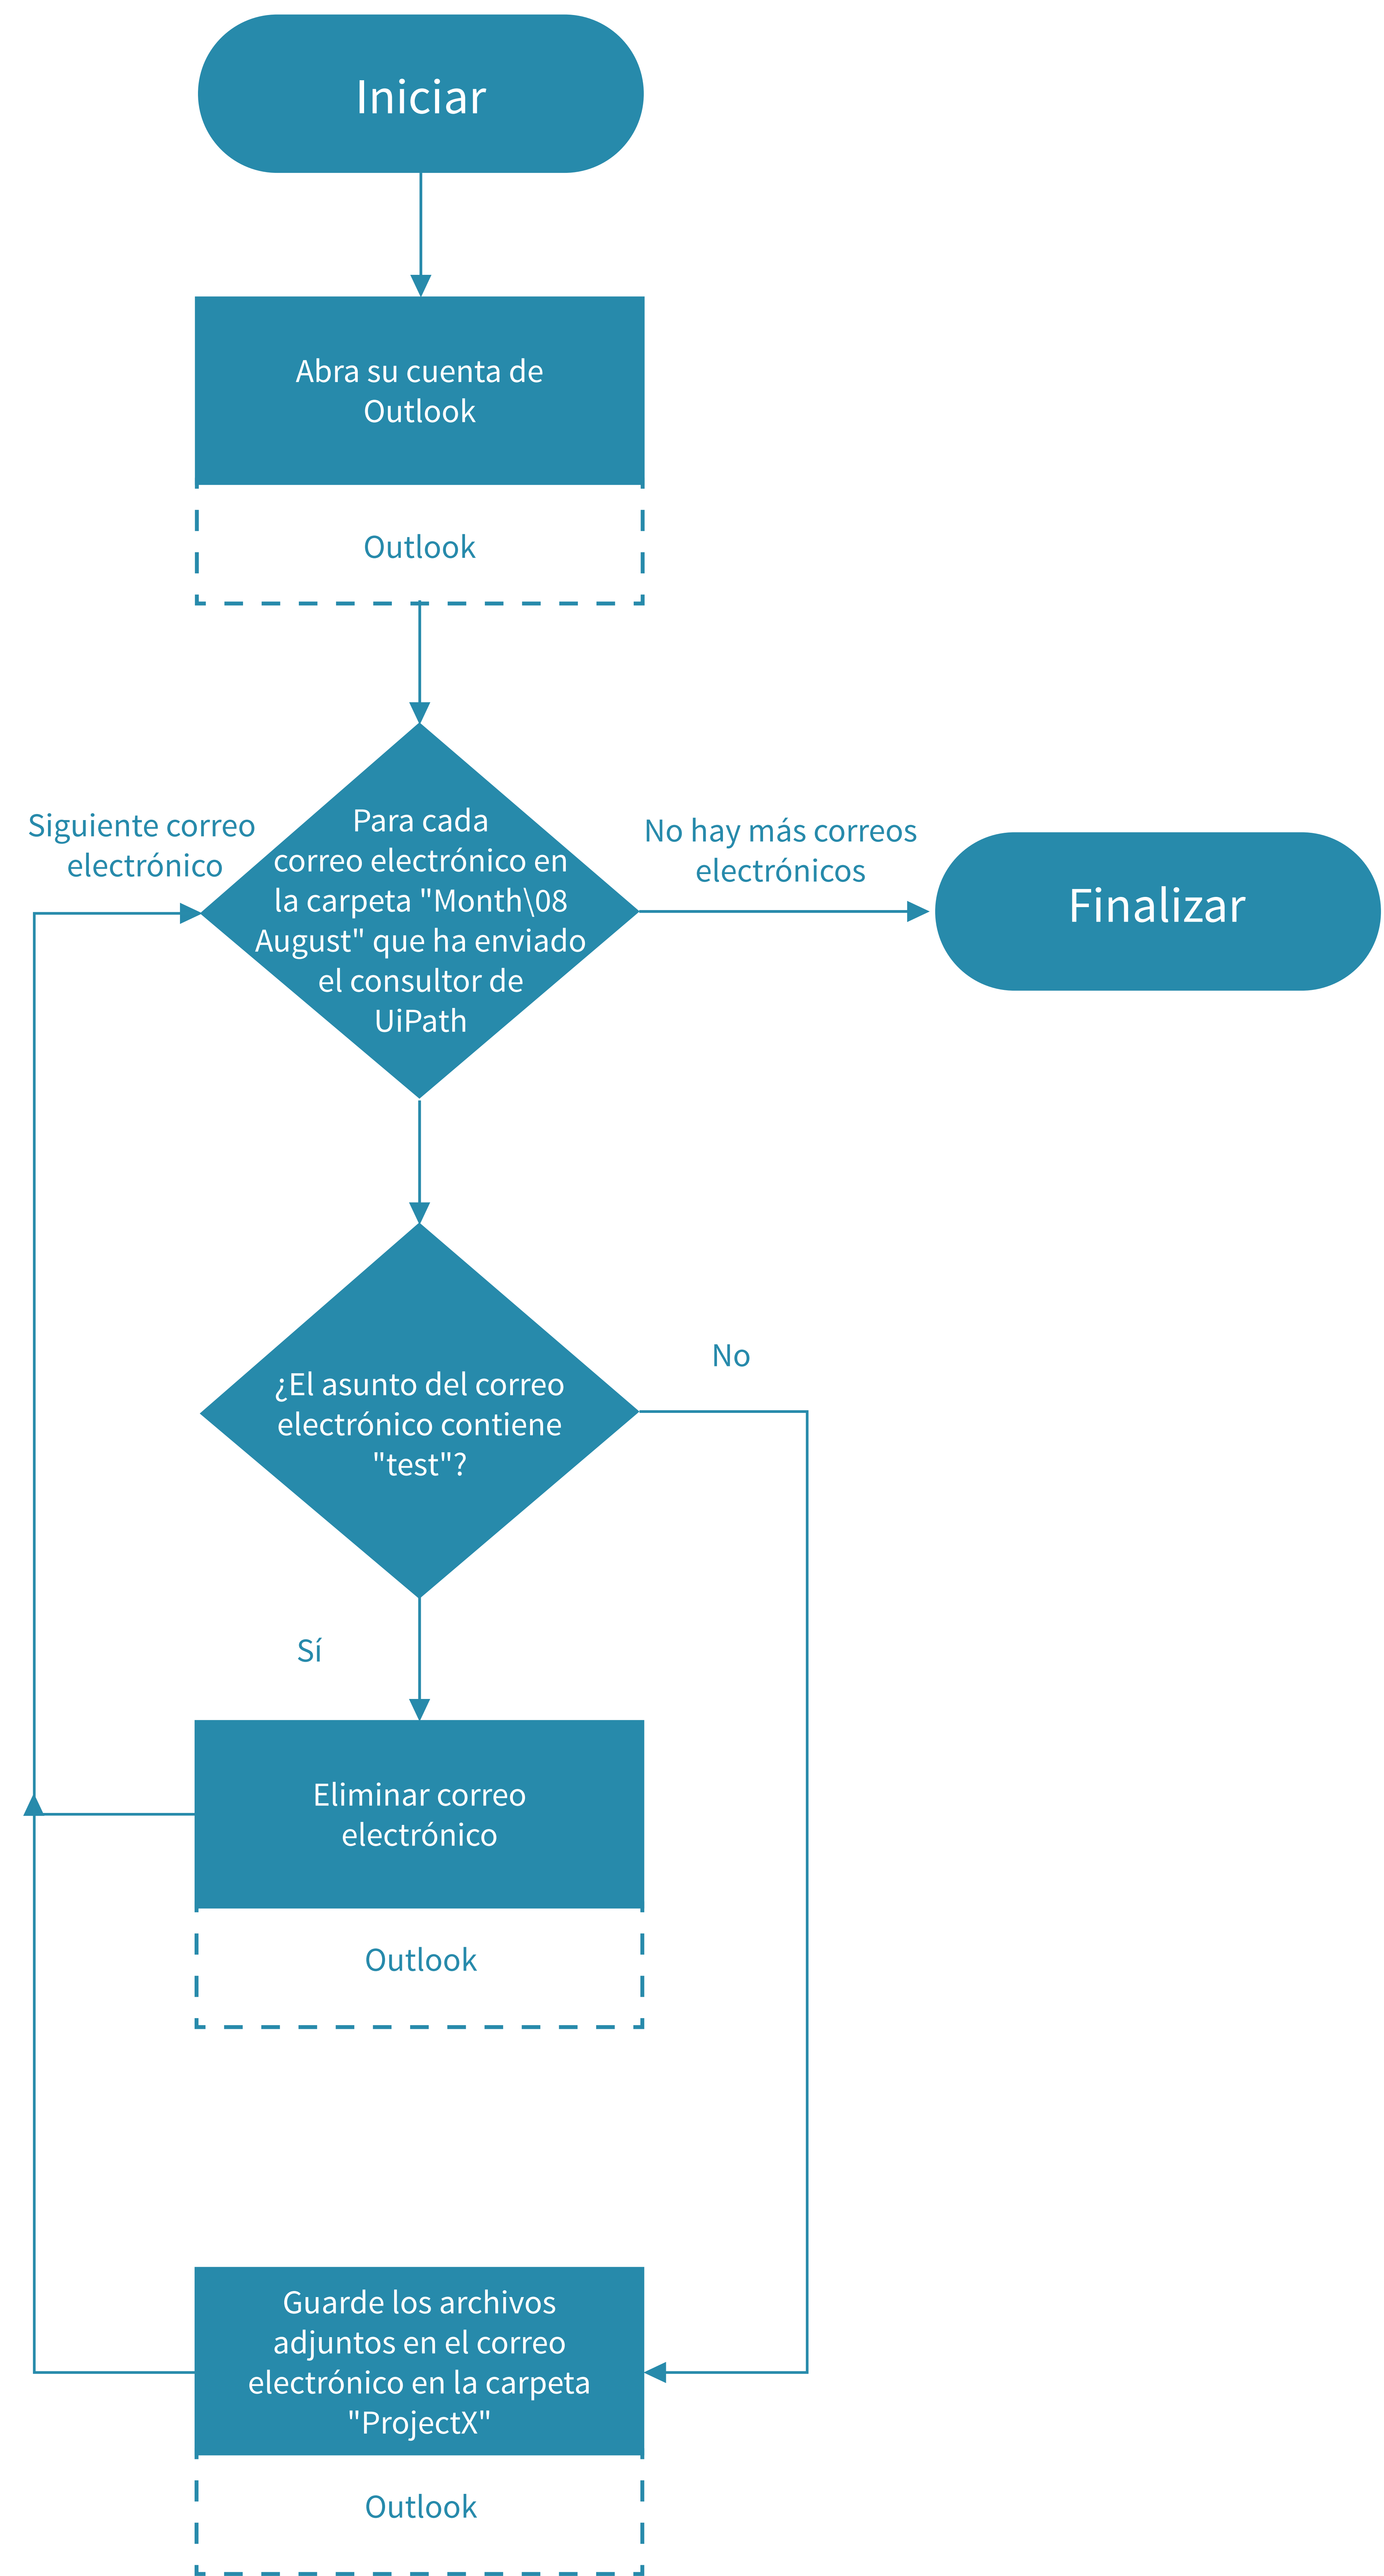 Iniciar
Abra su cuenta de
Outlook
Outlook
Siguiente correo
electrónico
Para cada
correo electrónico en
la carpeta "Month\08
August" que ha enviado
el consultor de
UiPath
No hay más correos
electrónicos
Finalizar
¿El asunto del correo
electrónico contiene
"test"?
No
Sí
Eliminar correo
electrónico
Outlook
Guarde los archivos
adjuntos en el correo
electrónico en la carpeta
"ProjectX"
Outlook